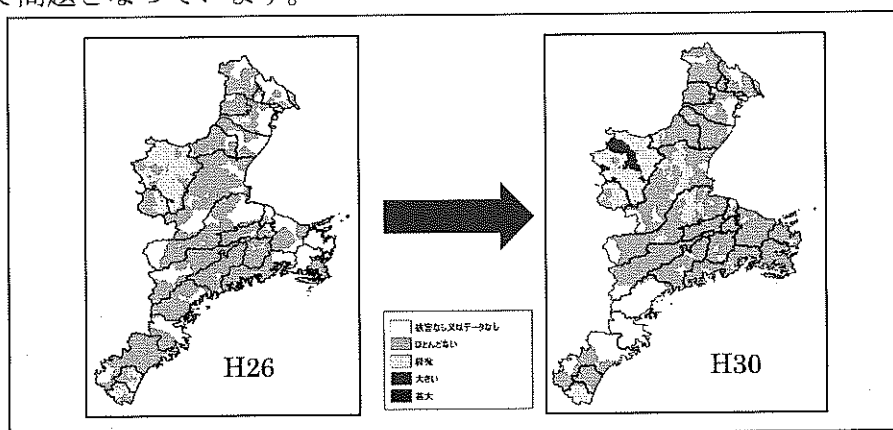 問題となっています。
H26
H30
被害なし又はデータなし
ほとんどない
軽微
大きい
甚大